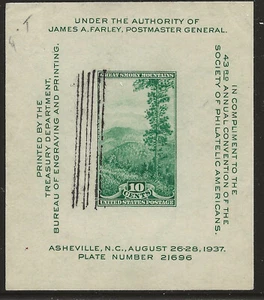 UNDER THE AUTHORITY OF
JAMES A. FARLEY, POSTMASTER GENERAL.
PRINTED BY THE
TREASURY DEPARTMENT,
BUREAU OF ENGRAVING AND PRINTING.
GREAT SMOKY MOUNTAINS
10
CENTS
UNITED STATES POSTAGE
IN COMPLIMENT TO THE
43RD ANNUAL CONVENTION OF THE
SOCIETY OF PHILATELIC AMERICANS.
ASHEVILLE, N.C., AUGUST 26-28, 1937.
PLATE NUMBER 21696